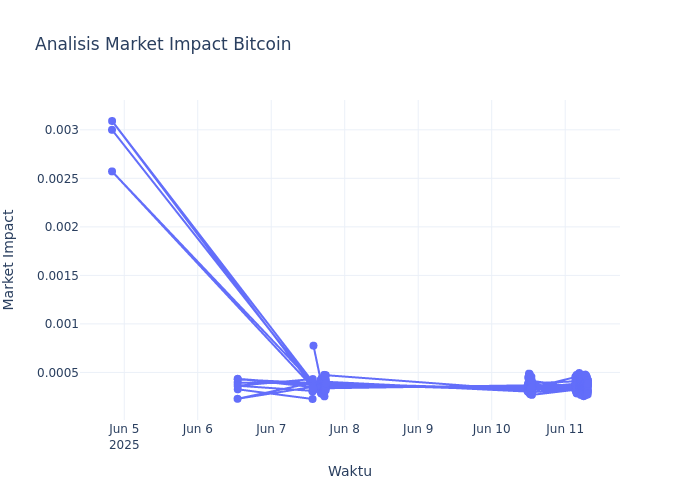 Analisis Market Impact Bitcoin
Market Impact
0.003
0.0025
0.002
0.0015
0.001
0.0005
Jun 5
2025
Jun 6
Jun 7
Jun 8
Jun 9
Jun 10
Jun 11
Waktu